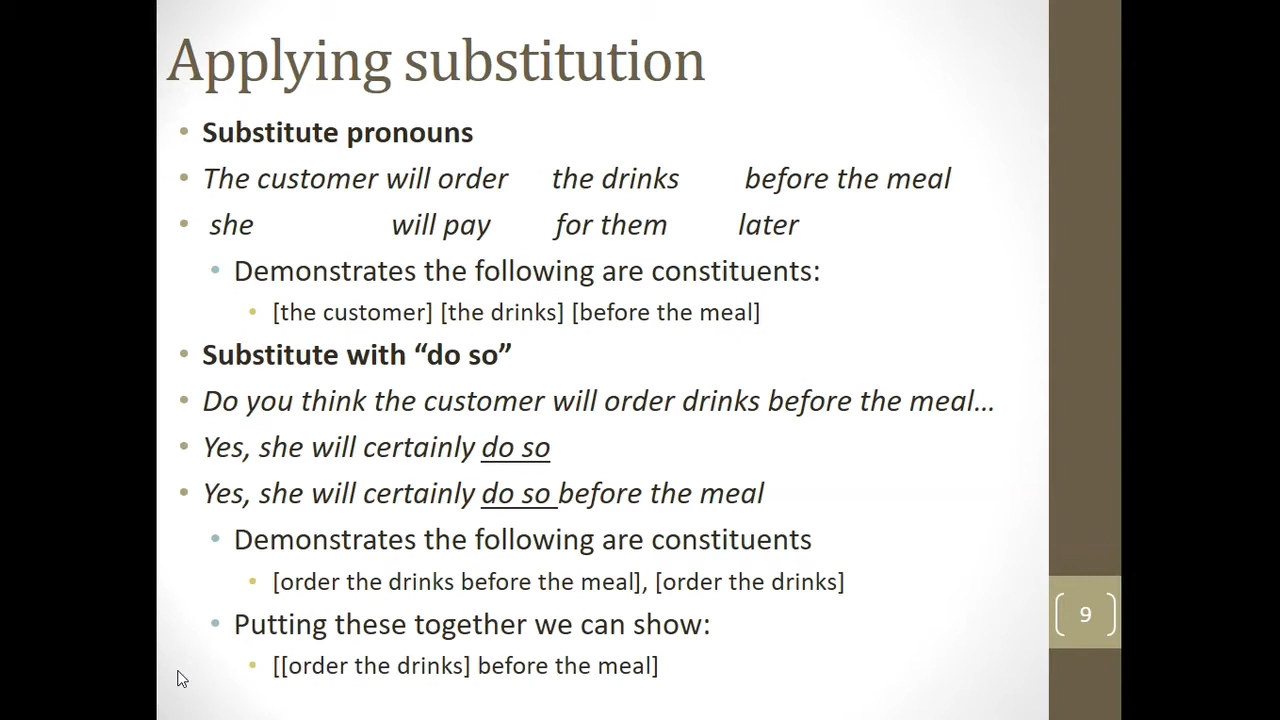 Applying substitution
• Substitute pronouns
• The customer will order the drinks before the meal
• she will pay for them later
• Demonstrates the following are constituents:
• [the customer] [the drinks] [before the meal]
• Substitute with “do so”
• Do you think the customer will order drinks before the meal…
• Yes, she will certainly do so
• Yes, she will certainly do so before the meal
• Demonstrates the following are constituents
• [order the drinks before the meal], [order the drinks]
• Putting these together we can show:
• [[order the drinks] before the meal]
9